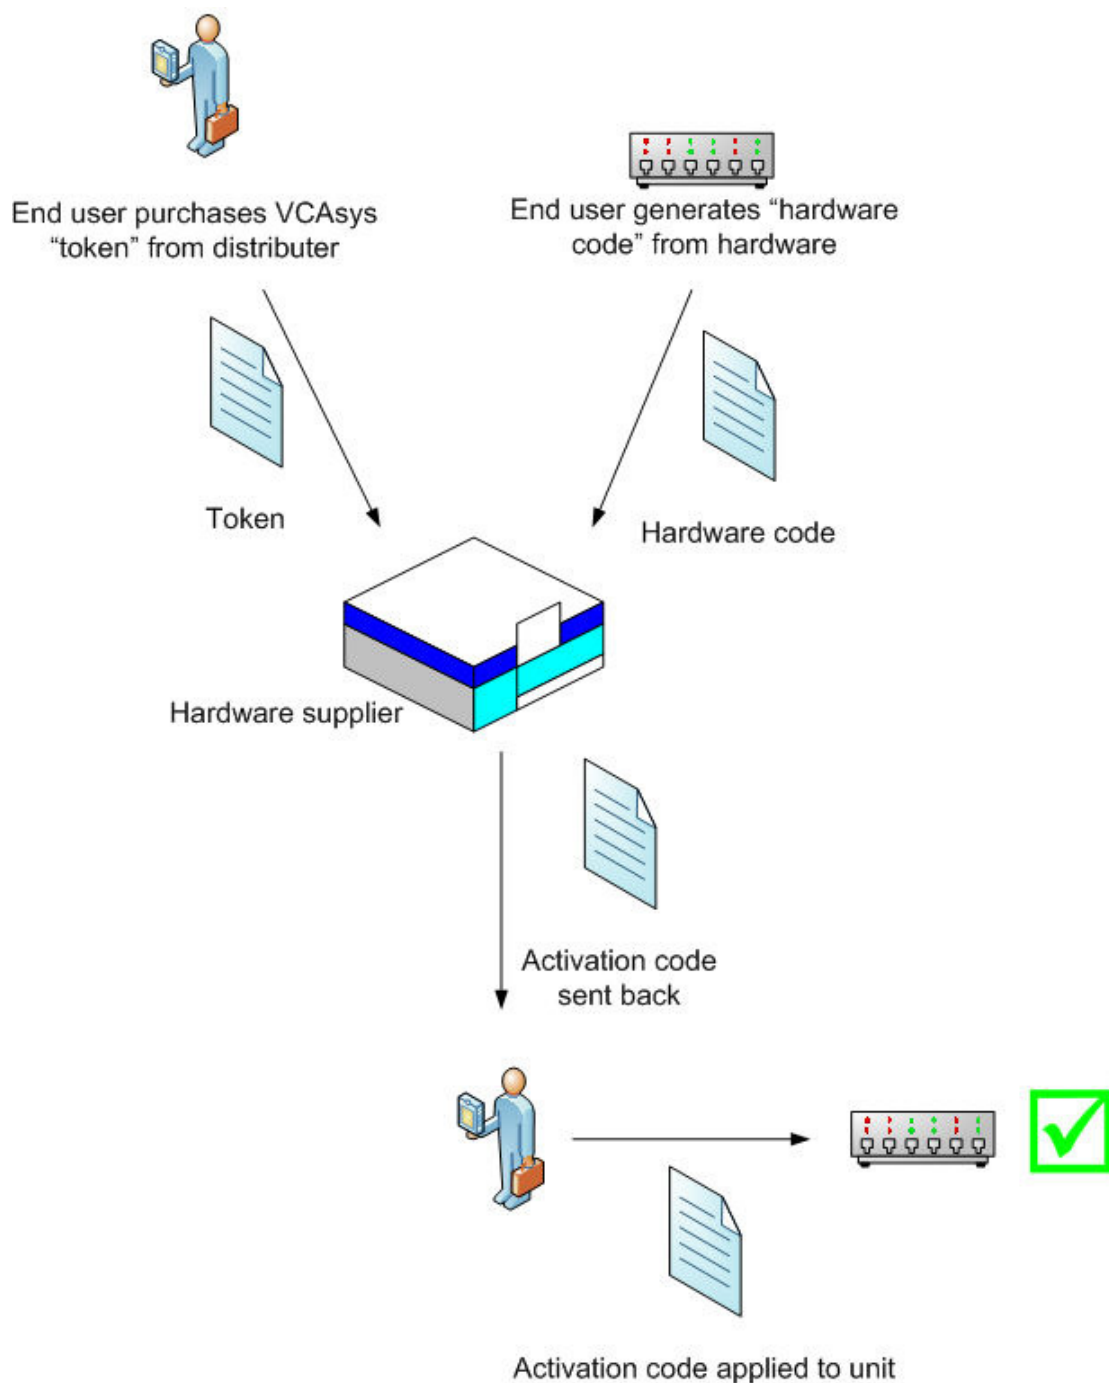 End user purchases VCAsys
“token” from distributer
End user generates “hardware
code” from hardware
Token
Hardware code
Hardware supplier
Activation code
sent back
Activation code applied to unit